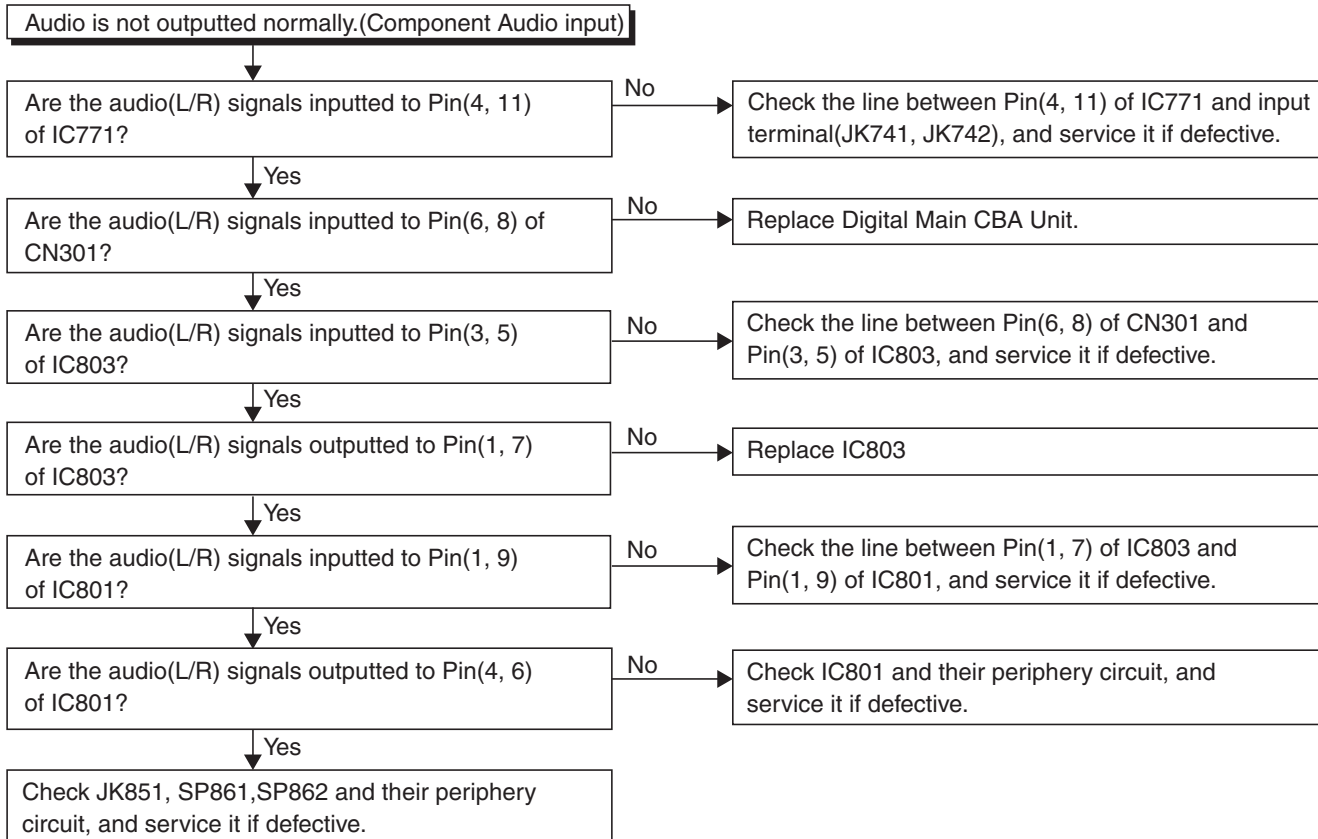 Audio is not outputted normally.(Component Audio input)
Are the audio(L/R) signals inputted to Pin(4, 11)
of IC771?
No
Check the line between Pin(4, 11) of IC771 and input
terminal(JK741, JK742), and service it if defective.
Yes
Are the audio(L/R) signals inputted to Pin(6, 8) of
CN301?
No
Replace Digital Main CBA Unit.
Yes
Are the audio(L/R) signals inputted to Pin(3, 5)
of IC803?
No
Check the line between Pin(6, 8) of CN301 and
Pin(3, 5) of IC803, and service it if defective.
Yes
Are the audio(L/R) signals outputted to Pin(1, 7)
of IC803?
No
Replace IC803
Yes
Are the audio(L/R) signals inputted to Pin(1, 9)
of IC801?
No
Check the line between Pin(1, 7) of IC803 and
Pin(1, 9) of IC801, and service it if defective.
Yes
Are the audio(L/R) signals outputted to Pin(4, 6)
of IC801?
No
Check IC801 and their periphery circuit, and
service it if defective.
Yes
Check JK851, SP861,SP862 and their periphery
circuit, and service it if defective.